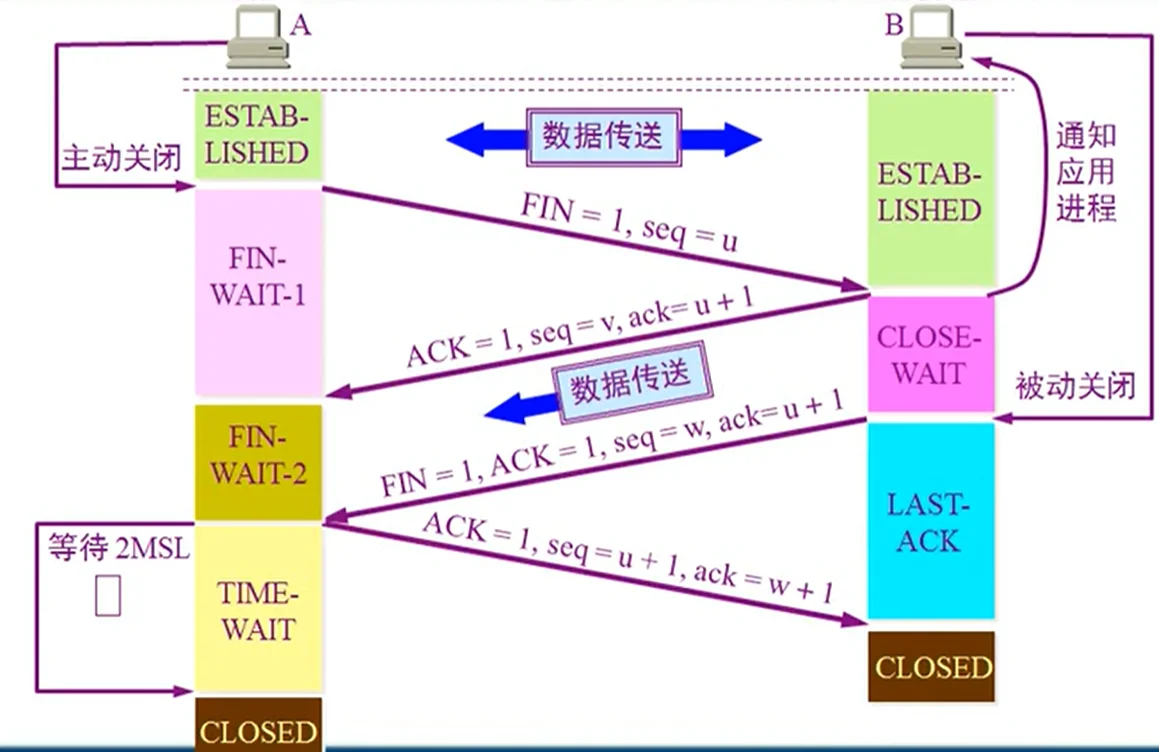 A
B
ESTAB-
LISHED
数据传送
通知
应用
进程
主动关闭
ESTAB-
LISHED
FIN = 1, seq = u
FIN-
WAIT-1
ACK = 1, seq = v, ack= u + 1
CLOSE-
WAIT
数据传送
被动关闭
FIN = 1, ACK = 1, seq = w, ack= u + 1
FIN-
WAIT-2
LAST-
ACK
ACK = 1, seq = u + 1, ack = w + 1
等待 2MSL
TIME-
WAIT
CLOSED
CLOSED